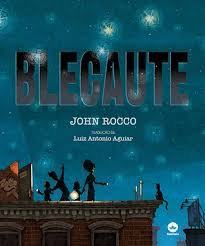 BLECAUTE
JOHN ROCCO
TRADUÇÃO DE
Luiz Antonio Aguiar